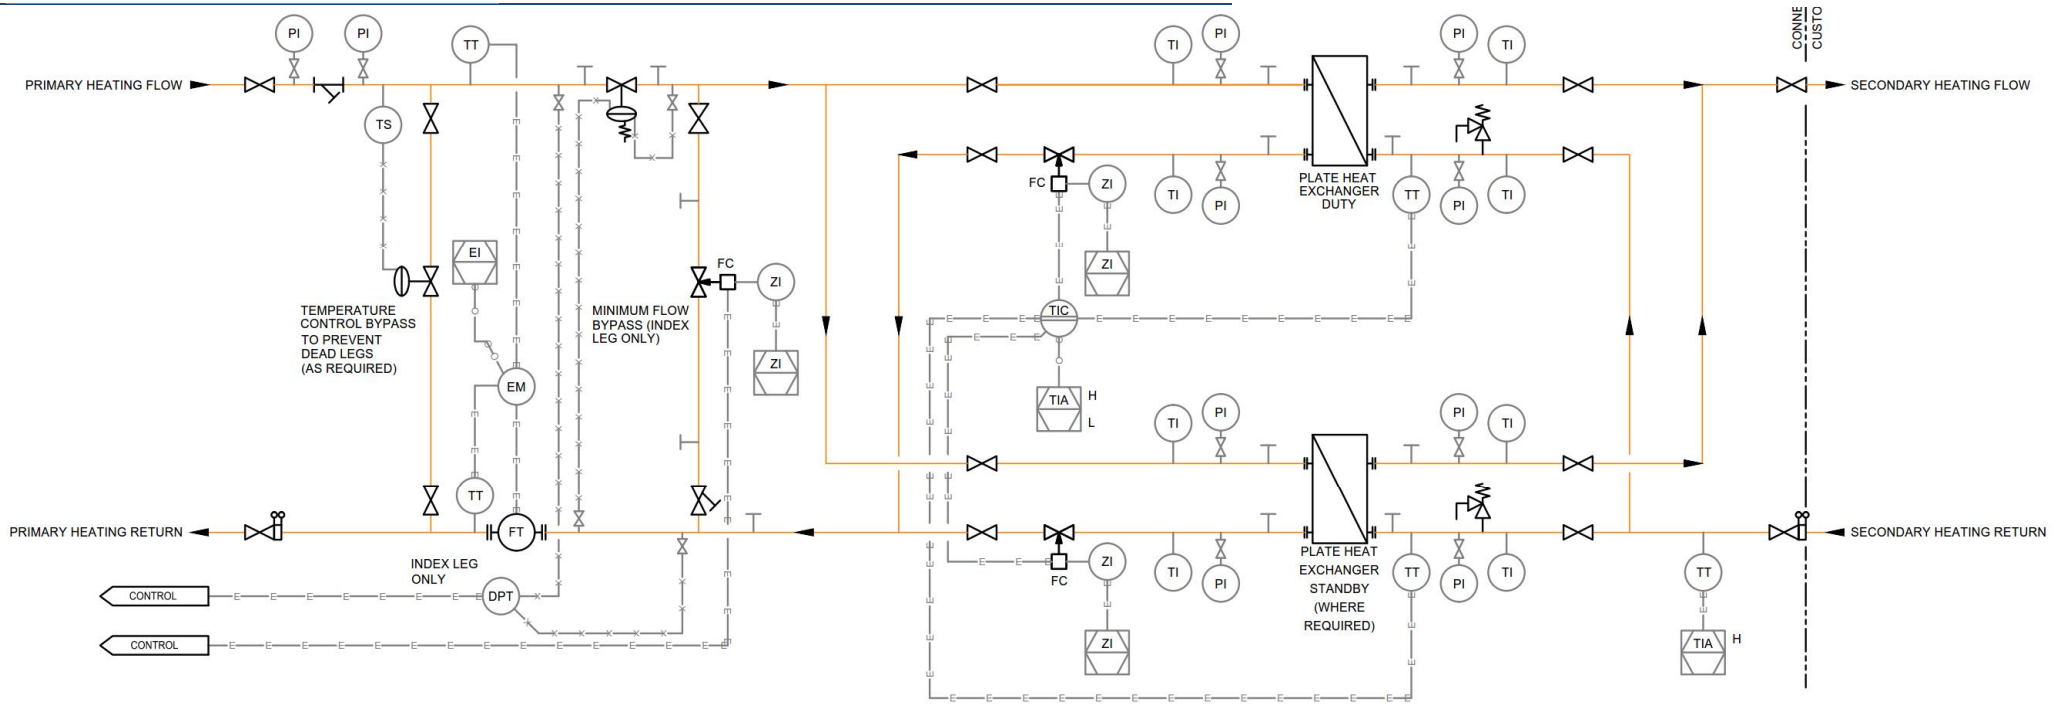 PI
PI
TT
TI
PI
PI
TI
CONNE
CUSTO
PRIMARY HEATING FLOW
SECONDARY HEATING FLOW
TS
FC
ZI
TI
PI
PLATE HEAT
EXCHANGER
DUTY
TT
PI
TI
EI
FC
ZI
ZI
TEMPERATURE
CONTROL BYPASS
TO PREVENT
DEAD LEGS
(AS REQUIRED)
MINIMUM FLOW
BYPASS (INDEX
LEG ONLY)
TIC
ZI
EM
TIA
H
L
TI
PI
PI
TI
TT
PRIMARY HEATING RETURN
FT
SECONDARY HEATING RETURN
INDEX LEG
ONLY
FC
ZI
TI
PI
PLATE HEAT
EXCHANGER
STANDBY
(WHERE
REQUIRED)
TT
PI
TI
TT
CONTROL
DPT
CONTROL
ZI
TIA
H